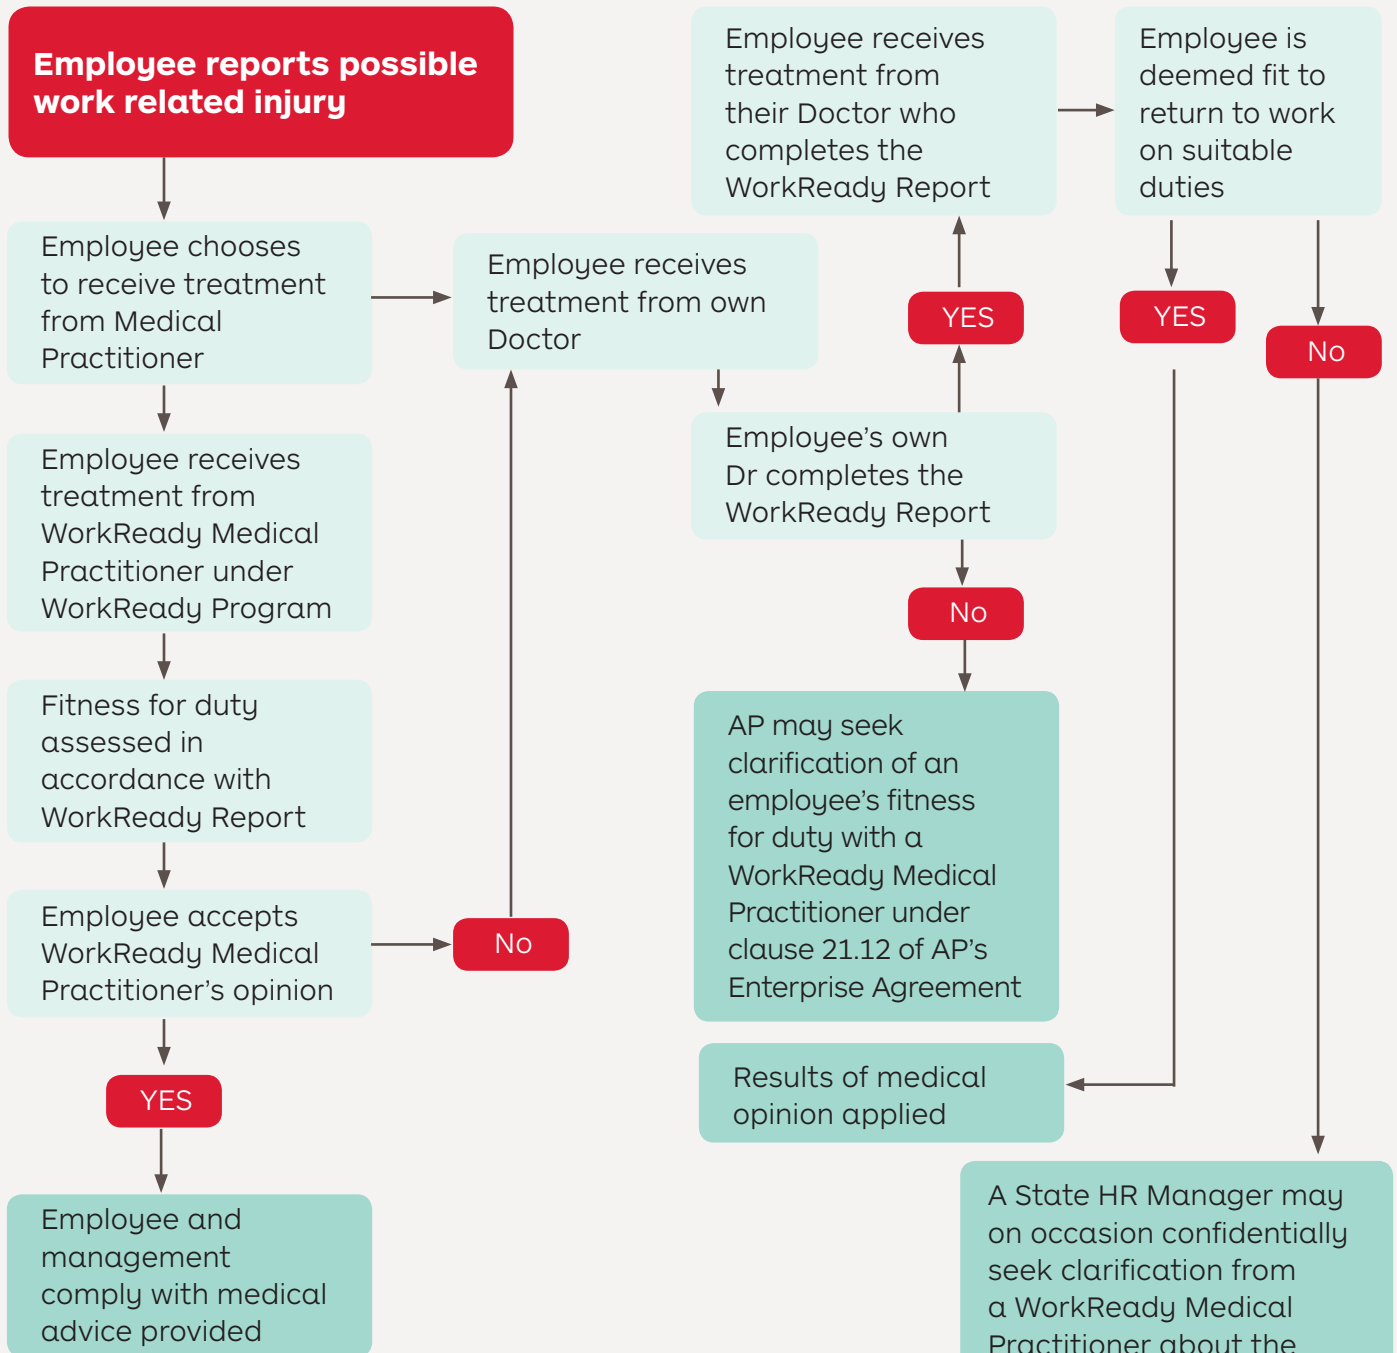 Employee reports possible
work related injury
Employee chooses
to receive treatment
from Medical
Practitioner
Employee receives
treatment from
WorkReady Medical
Practitioner under
WorkReady Program
Fitness for duty
assessed in
accordance with
WorkReady Report
Employee accepts
WorkReady Medical
Practitioner’s opinion
YES
Employee and
management
comply with medical
advice provided
No
Employee receives
treatment from own
Doctor
Employee’s own
Dr completes the
WorkReady Report
YES
Employee receives
treatment from
their Doctor who
completes the
WorkReady Report
No
AP may seek
clarification of an
employee’s fitness
for duty with a
WorkReady Medical
Practitioner under
clause 21.12 of AP’s
Enterprise Agreement
Employee is
deemed fit to
return to work
on suitable
duties
YES
Results of medical
opinion applied
No
A State HR Manager may
on occasion confidentially
seek clarification from
a WorkReady Medical
Practitioner about the